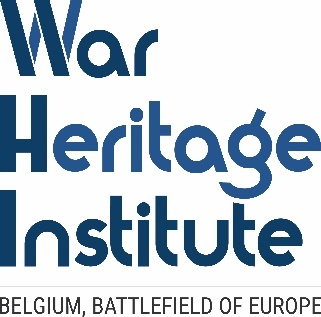 War
Heritage
Institute
BELGIUM, BATTLEFIELD OF EUROPE